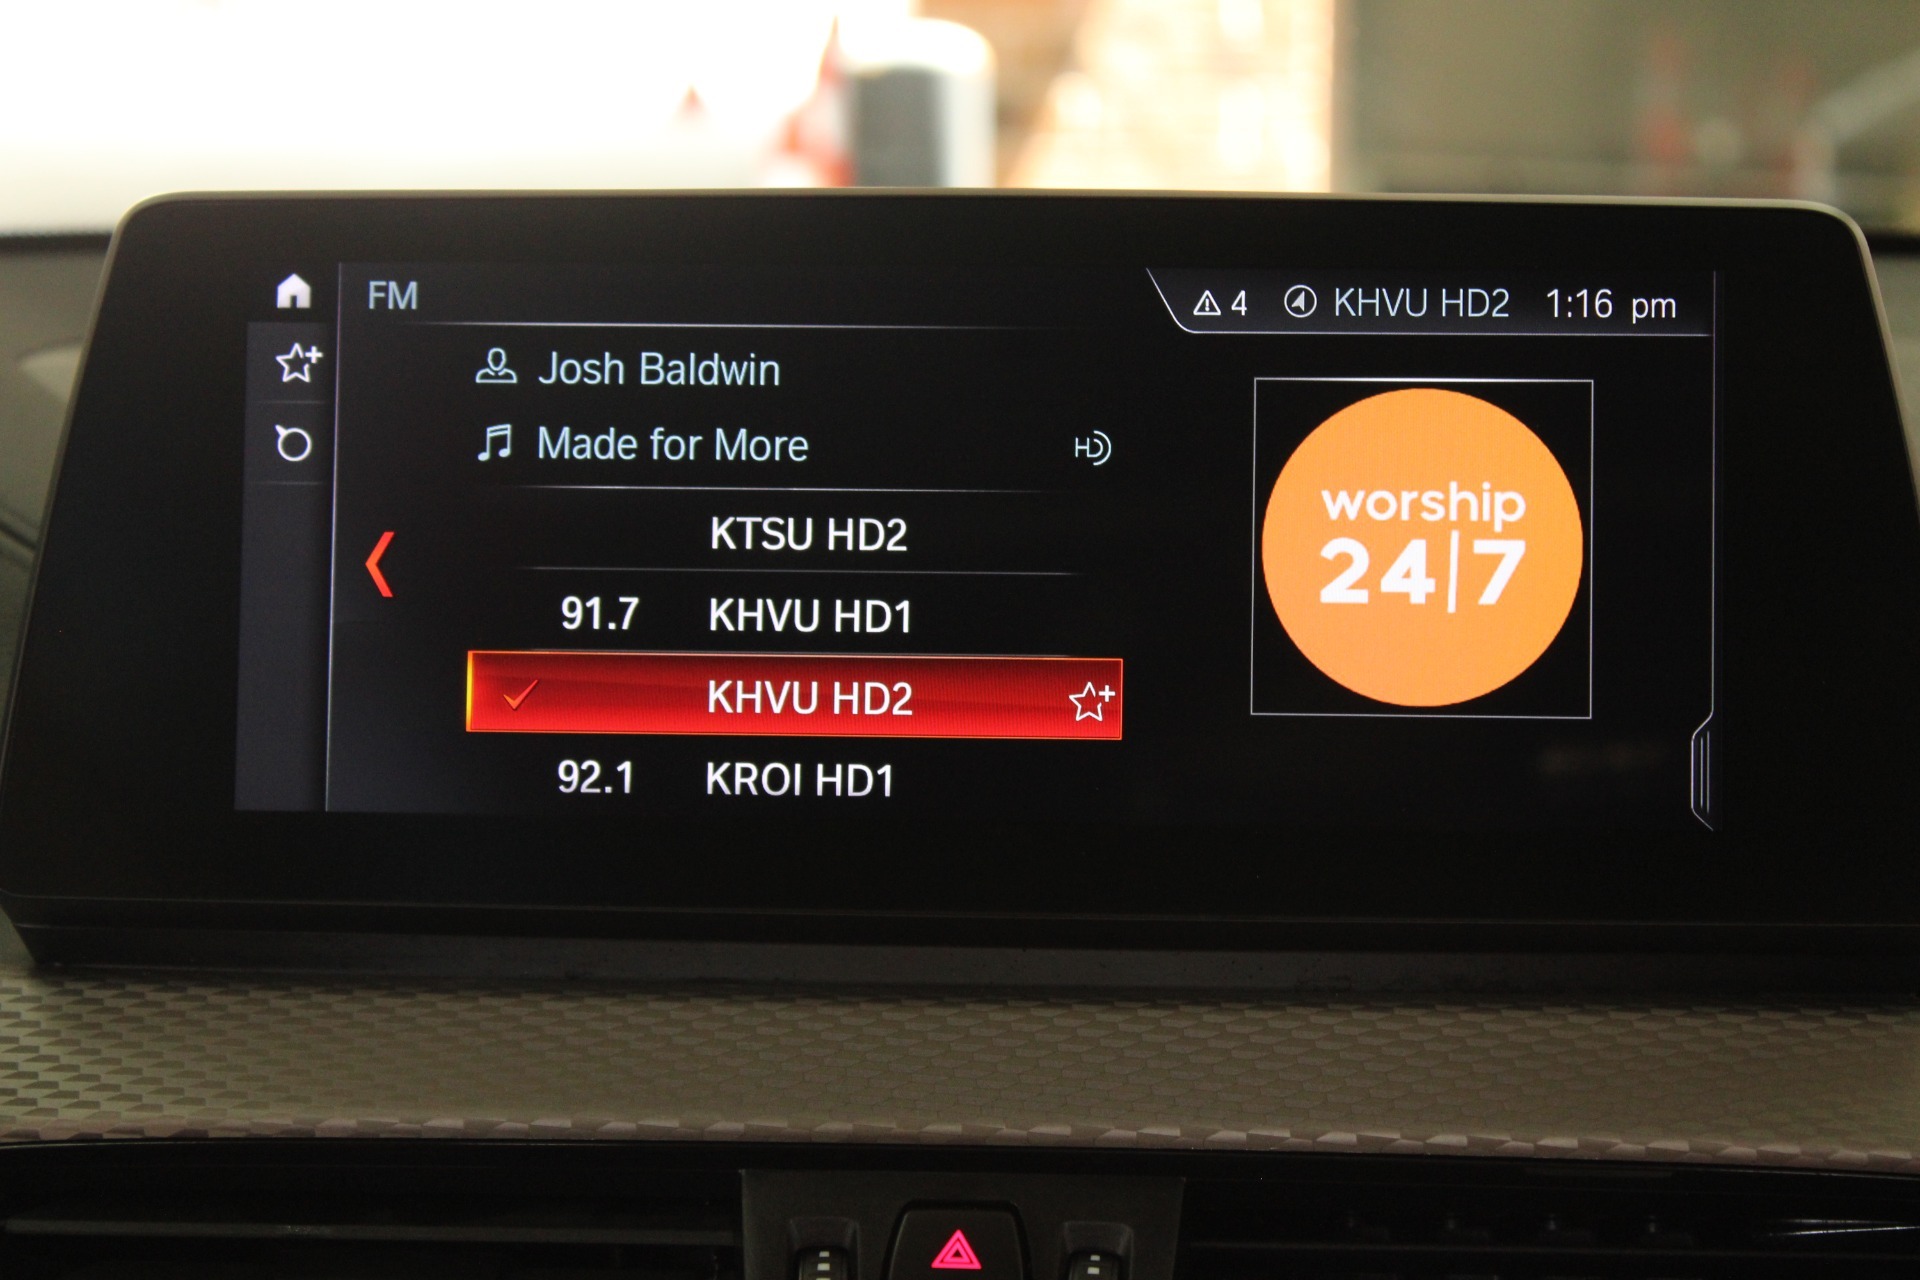 FM
4 KHVU HD2 1:16 pm
Josh Baldwin
Made for More
HD
KTSU HD2
91.7 KHVU HD1
KHVU HD2
92.1 KROI HD1
worship
24|7